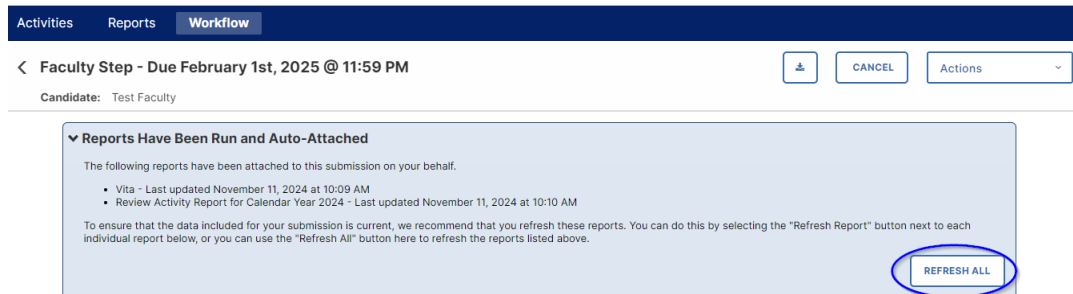 Activities Reports Workflow
Faculty Step - Due February 1st, 2025 @ 11:59 PM CANCEL Actions
Candidate: Test Faculty
Reports Have Been Run and Auto-Attached
The following reports have been attached to this submission on your behalf.
• Vita - Last updated November 11, 2024 at 10:09 AM
• Review Activity Report for Calendar Year 2024 - Last updated November 11, 2024 at 10:10 AM
To ensure that the data included for your submission is current, we recommend that you refresh these reports. You can do this by selecting the "Refresh Report" button next to each
individual report below, or you can use the "Refresh All" button here to refresh the reports listed above.
REFRESH ALL